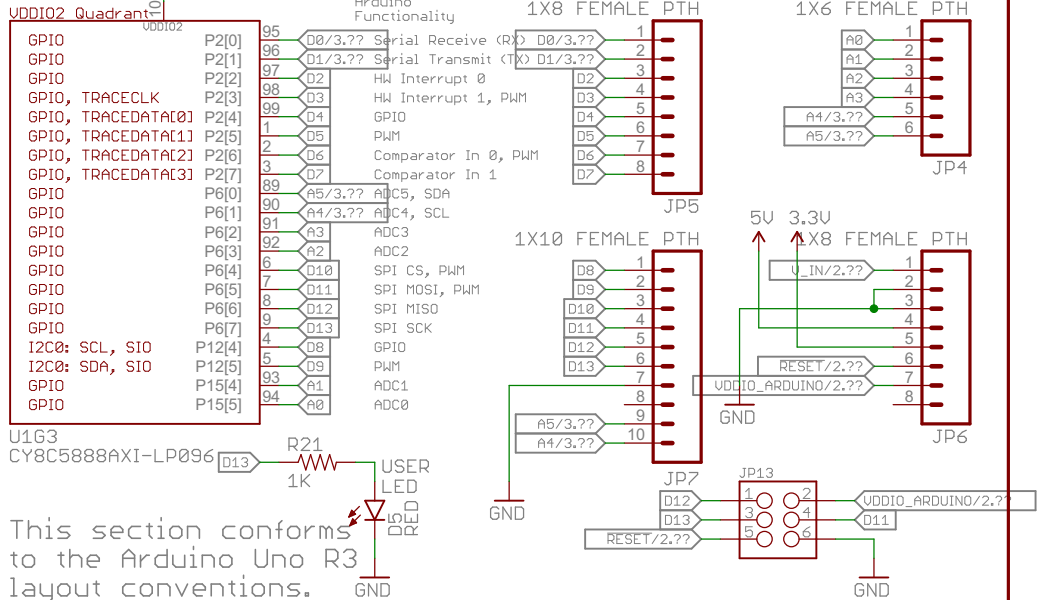 VDDIO2 Quadrant
10
VDDIO2
Arduino
Functionality
GPIO P2[0] 95 D0/3.?? Serial Receive (RX)
GPIO P2[1] 96 D1/3.?? Serial Transmit (TX)
GPIO P2[2] 97 D2 HW Interrupt 0
GPIO, TRACECLK P2[3] 98 D3 HW Interrupt 1, PWM
GPIO, TRACEDATA[0] P2[4] 99 D4 GPIO
GPIO, TRACEDATA[1] P2[5] 1 D5 PWM
GPIO, TRACEDATA[2] P2[6] 2 D6 Comparator In 0, PWM
GPIO, TRACEDATA[3] P2[7] 3 D7 Comparator In 1
GPIO P6[0] 89 A5/3.?? ADC5, SDA
GPIO P6[1] 90 A4/3.?? ADC4, SCL
GPIO P6[2] 91 A3 ADC3
GPIO P6[3] 92 A2 ADC2
GPIO P6[4] 6 D10 SPI CS, PWM
GPIO P6[5] 7 D11 SPI MOSI, PWM
GPIO P6[6] 8 D12 SPI MISO
GPIO P6[7] 9 D13 SPI SCK
I2C0: SCL, SIO P12[4] 4 D8 GPIO
I2C0: SDA, SIO P12[5] 5 D9 PWM
GPIO P15[4] 93 A1 ADC1
GPIO P15[5] 94 A0 ADC0
U1G3
CY8C5888AXI-LP096
D13
R21
1K
USER
LED
D5
RED
GND
This section conforms
to the Arduino Uno R3
layout conventions.
1X8 FEMALE PTH
D0/3.?? 1
D1/3.?? 2
D2 3
D3 4
D4 5
D5 6
D6 7
D7 8
JP5
1X6 FEMALE PTH
A0 1
A1 2
A2 3
A3 4
A4/3.?? 5
A5/3.?? 6
JP4
1X10 FEMALE PTH
D8 1
D9 2
D10 3
D11 4
D12 5
D13 6
7
8
A5/3.?? 9
A4/3.?? 10
JP7
GND
5V 3.3V
1X8 FEMALE PTH
V_IN/2.?? 1
2
3
4
5
RESET/2.?? 6
VDDIO_ARDUINO/2.?? 7
8
GND
JP6
JP13
D12 1 2 VDDIO_ARDUINO/2.??
D13 3 4 D11
RESET/2.?? 5 6
GND